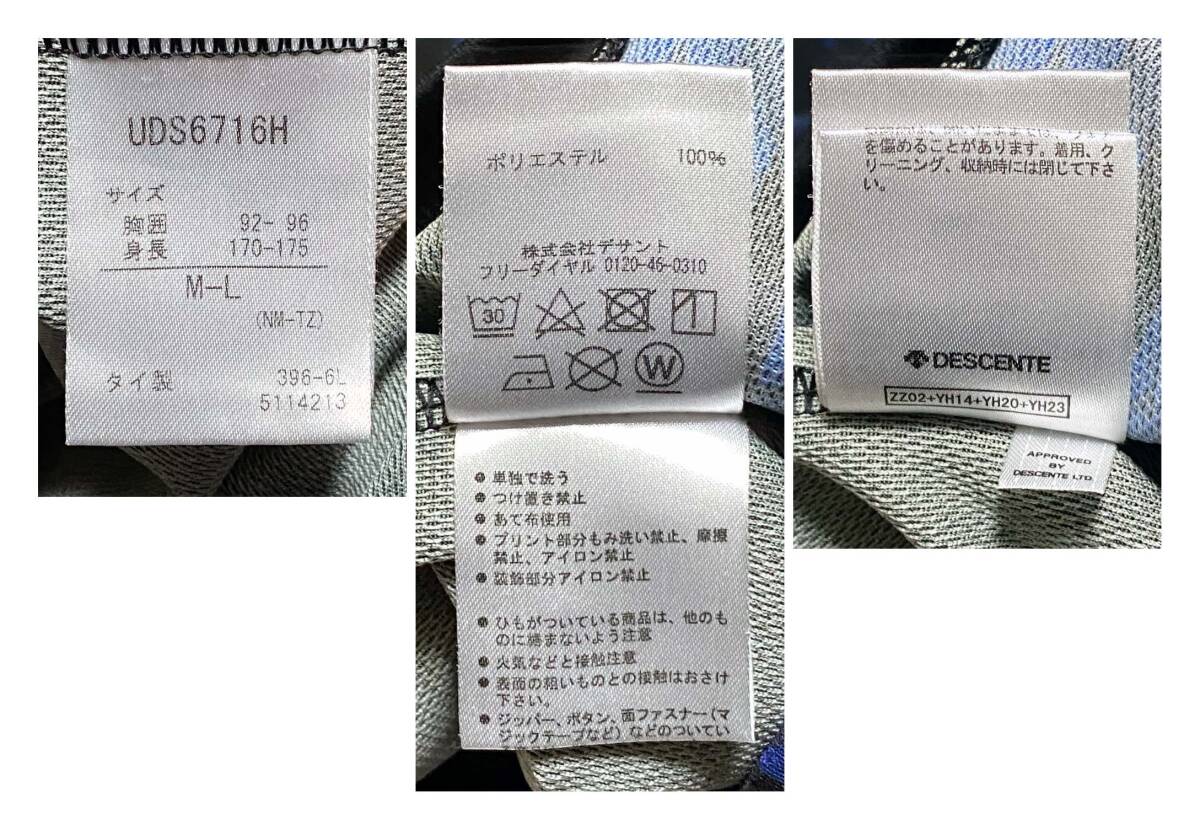 UDS6716H
サイズ
胸囲 92- 96
身長 170-175
M-L
(NM-TZ)
タイ製 396-6L
5114213
ポリエステル 100%
株式会社デサント
フリーダイヤル 0120-46-0310
30
W
● 単独で洗う
● つけ置き禁止
● あて布使用
● プリント部分もみ洗い禁止、摩擦
禁止、アイロン禁止
● 装飾部分アイロン禁止
● ひもがついている商品は、他のも
のに絡まないよう注意
● 火気などと接触注意
● 表面の粗いものとの接触はおさけ
下さい。
● ジッパー、ボタン、面ファスナー(マ
ジックテープなど)などのついてい
を傷めることがあります。着用、ク
リーニング、収納時には閉じて下さ
い。
DESCENTE
ZZ02+YH14+YH20+YH23
APPROVED
BY
DESCENTE LTD.